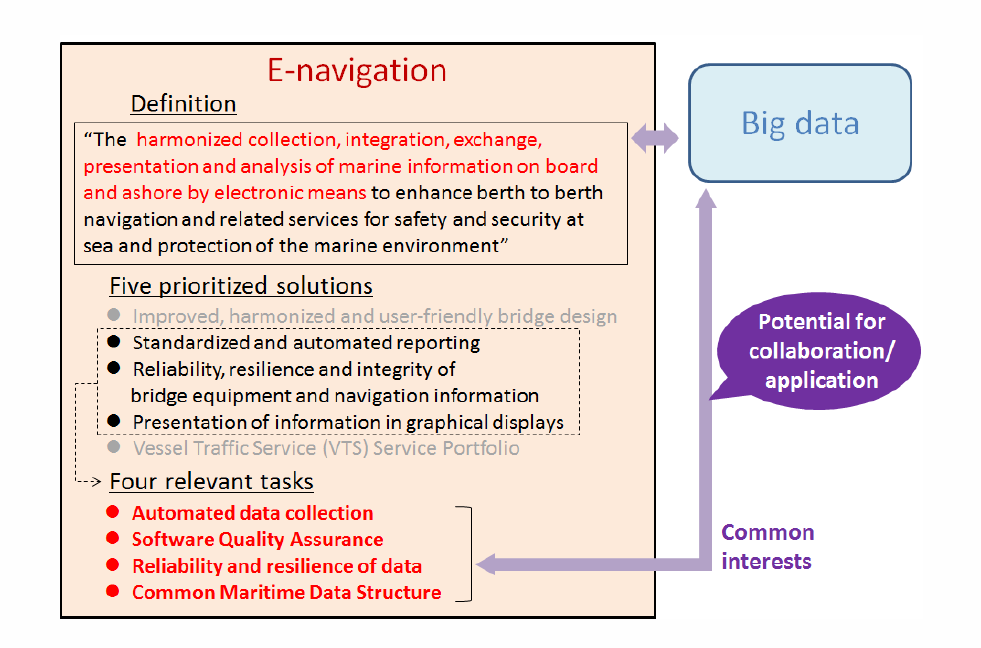 E-navigation
Definition
“The harmonized collection, integration, exchange,
presentation and analysis of marine information on board
and ashore by electronic means to enhance berth to berth
navigation and related services for safety and security at
sea and protection of the marine environment”
Five prioritized solutions
● Improved, harmonized and user-friendly bridge design
● Standardized and automated reporting
● Reliability, resilience and integrity of
bridge equipment and navigation information
● Presentation of information in graphical displays
● Vessel Traffic Service (VTS) Service Portfolio
Four relevant tasks
● Automated data collection
● Software Quality Assurance
● Reliability and resilience of data
● Common Maritime Data Structure
Big data
Potential for
collaboration/
application
Common
interests